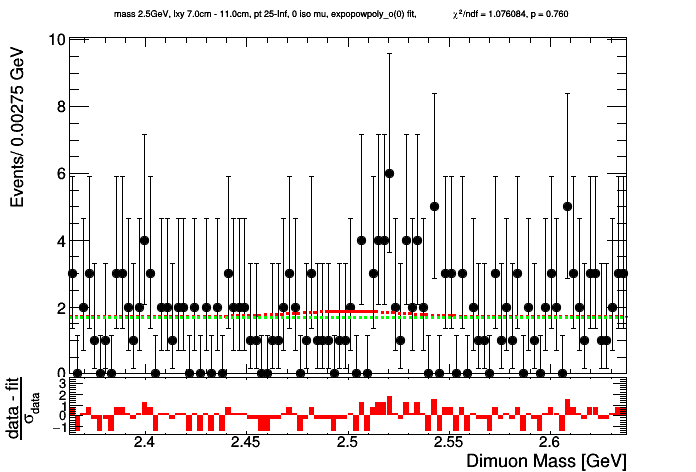 mass 2.5GeV, lxy 7.0cm - 11.0cm, pt 25-Inf, 0 iso mu, expopowpoly_o(0) fit, χ²/ndf = 1.076084, p = 0.760
Events/ 0.00275 GeV
10
8
6
4
2
0
data - fit
σdata
3
2
1
0
−1
2.4 2.45 2.5 2.55 2.6
Dimuon Mass [GeV]